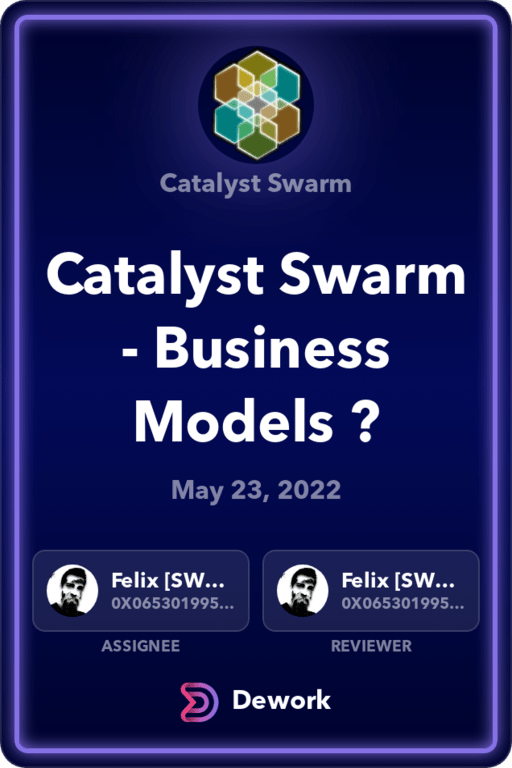 Catalyst Swarm
Catalyst Swarm
- Business
Models ?
May 23, 2022
Felix [SW...
0X065301995...
Felix [SW...
0X065301995...
ASSIGNEE
REVIEWER
Dework